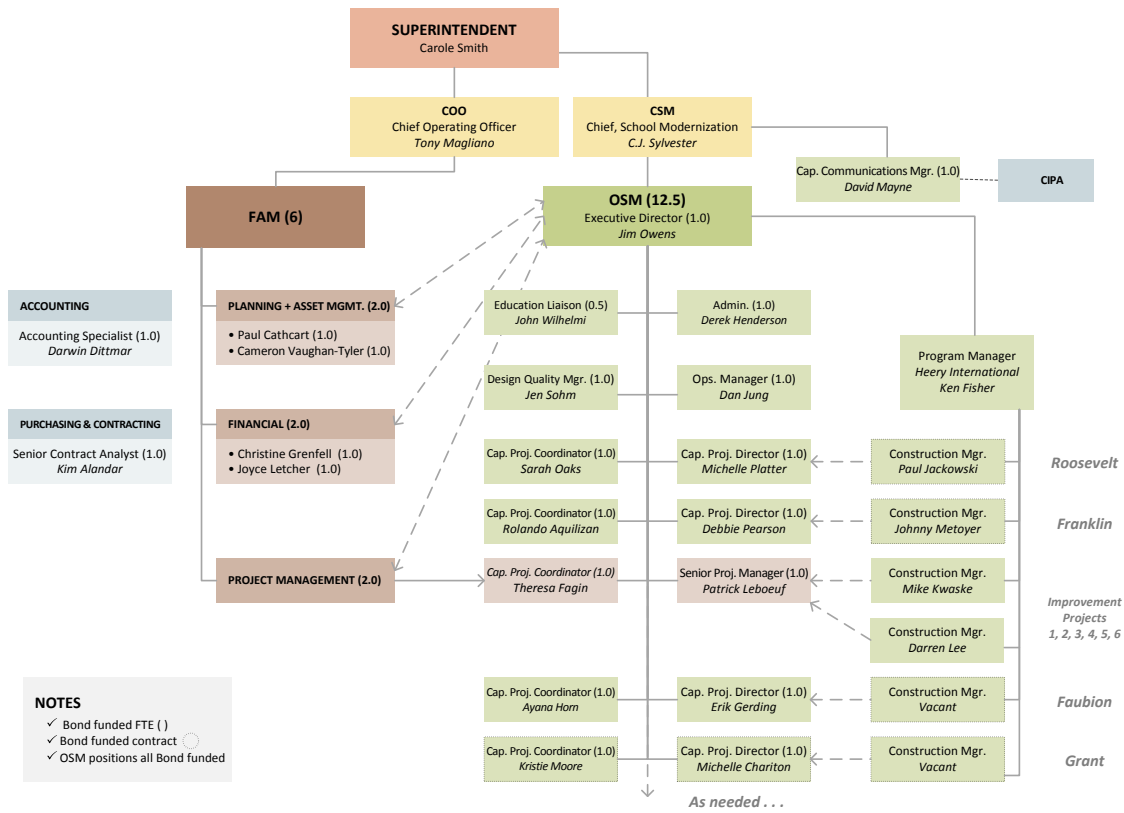 SUPERINTENDENT
Carole Smith
COO
Chief Operating Officer
Tony Magliano
CSM
Chief, School Modernization
C.J. Sylvester
Cap. Communications Mgr. (1.0)
David Mayne
CIPA
FAM (6)
OSM (12.5)
Executive Director (1.0)
Jim Owens
ACCOUNTING
Accounting Specialist (1.0)
Darwin Dittmar
PLANNING + ASSET MGMT. (2.0)
• Paul Cathcart (1.0)
• Cameron Vaughan-Tyler (1.0)
Education Liaison (0.5)
John Wilhelmi
Admin. (1.0)
Derek Henderson
Program Manager
Heery International
Ken Fisher
Design Quality Mgr. (1.0)
Jen Sohm
Ops. Manager (1.0)
Dan Jung
PURCHASING & CONTRACTING
Senior Contract Analyst (1.0)
Kim Alandar
FINANCIAL (2.0)
• Christine Grenfell (1.0)
• Joyce Letcher (1.0)
Cap. Proj. Coordinator (1.0)
Sarah Oaks
Cap. Proj. Director (1.0)
Michelle Platter
Construction Mgr.
Paul Jackowski
Roosevelt
Cap. Proj. Coordinator (1.0)
Rolando Aquilizan
Cap. Proj. Director (1.0)
Debbie Pearson
Construction Mgr.
Johnny Metoyer
Franklin
PROJECT MANAGEMENT (2.0)
Cap. Proj. Coordinator (1.0)
Theresa Fagin
Senior Proj. Manager (1.0)
Patrick Leboeuf
Construction Mgr.
Mike Kwaske
Improvement
Projects
1, 2, 3, 4, 5, 6
Construction Mgr.
Darren Lee
NOTES
✓ Bond funded FTE ( )
✓ Bond funded contract
✓ OSM positions all Bond funded
Cap. Proj. Coordinator (1.0)
Ayana Horn
Cap. Proj. Director (1.0)
Erik Gerding
Construction Mgr.
Vacant
Faubion
Cap. Proj. Coordinator (1.0)
Kristie Moore
Cap. Proj. Director (1.0)
Michelle Chariton
Construction Mgr.
Vacant
Grant
As needed . . .